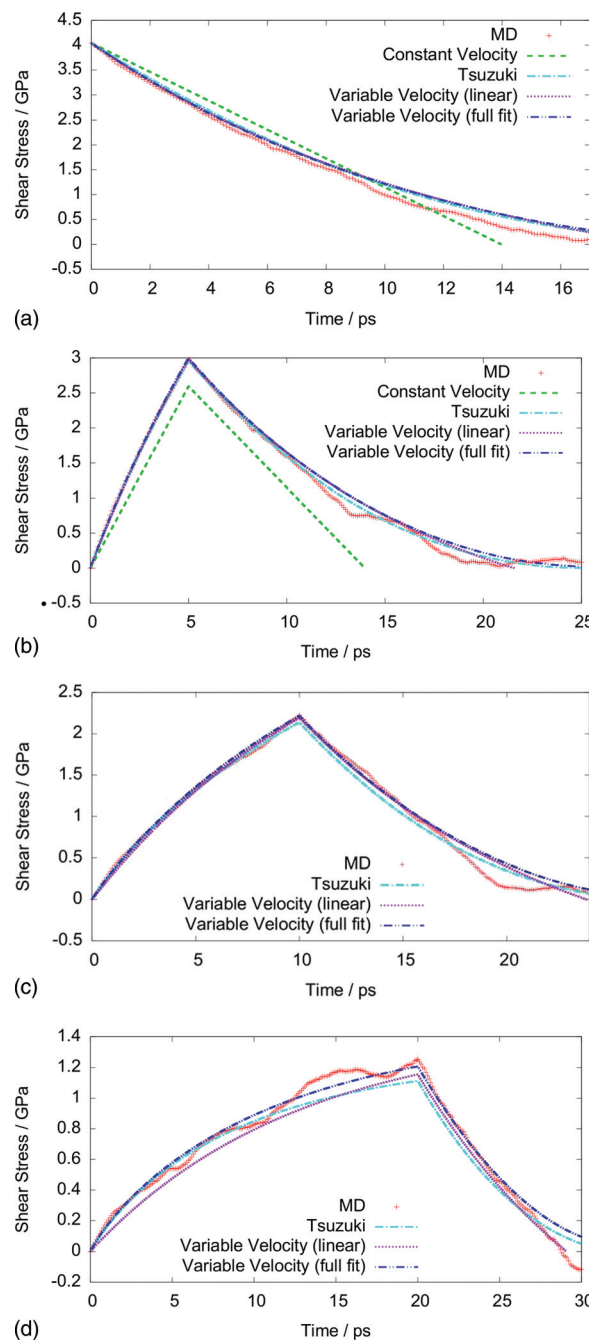 4.5
4
3.5
3
2.5
2
1.5
1
0.5
0
-0.5
Shear Stress / GPa
MD
Constant Velocity
Tsuzuki
Variable Velocity (linear)
Variable Velocity (full fit)
0 2 4 6 8 10 12 14 16
Time / ps
(a)
3
2.5
2
1.5
1
0.5
0
-0.5
Shear Stress / GPa
MD
Constant Velocity
Tsuzuki
Variable Velocity (linear)
Variable Velocity (full fit)
0 5 10 15 20 25
Time / ps
(b)
2.5
2
1.5
1
0.5
0
-0.5
Shear Stress / GPa
MD
Tsuzuki
Variable Velocity (linear)
Variable Velocity (full fit)
0 5 10 15 20
Time / ps
(c)
1.4
1.2
1
0.8
0.6
0.4
0.2
0
-0.2
Shear Stress / GPa
MD
Tsuzuki
Variable Velocity (linear)
Variable Velocity (full fit)
0 5 10 15 20 25 30
Time / ps
(d)